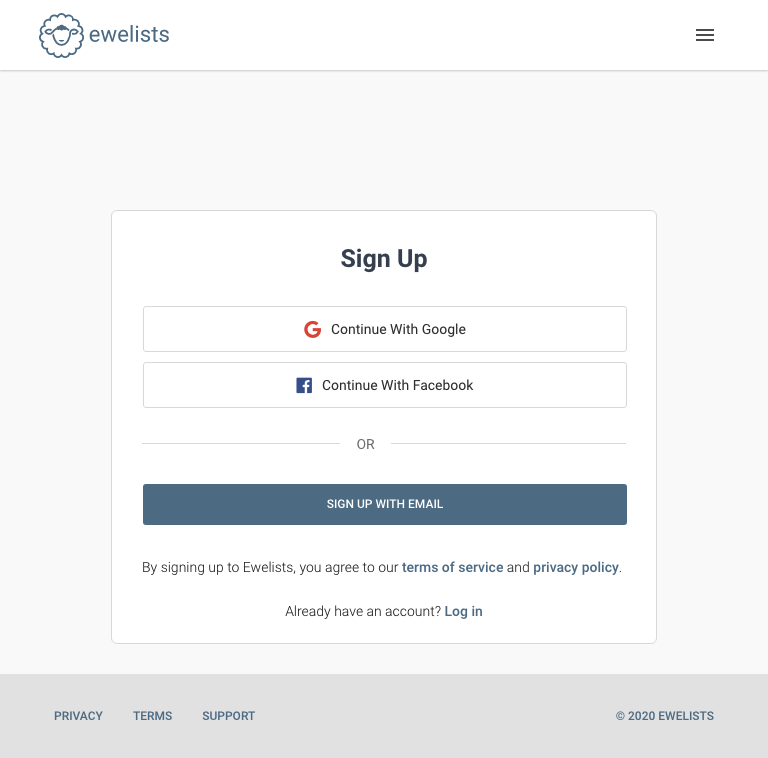 ewelists
Sign Up
Continue With Google
Continue With Facebook
OR
SIGN UP WITH EMAIL
By signing up to Ewelists, you agree to our terms of service and privacy policy.
Already have an account? Log in
PRIVACY TERMS SUPPORT © 2020 EWELISTS